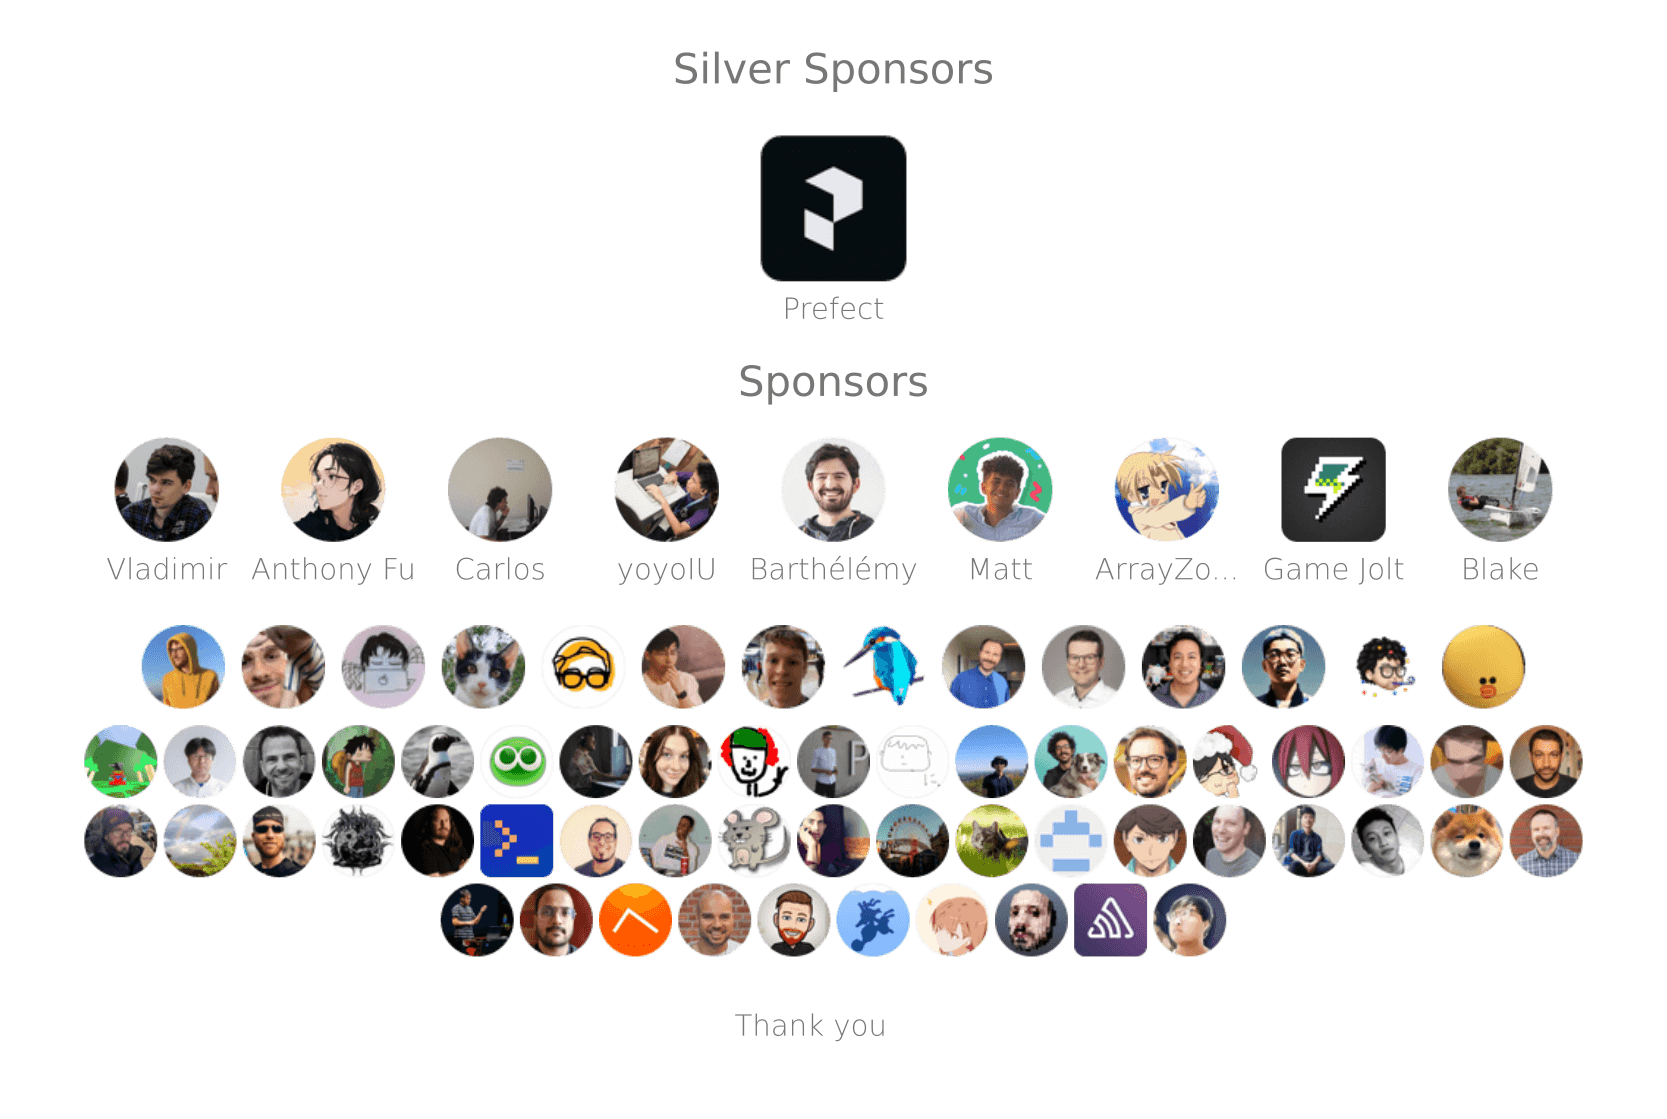 Silver Sponsors
Prefect
Sponsors
Vladimir Anthony Fu Carlos yoyoIU Barthélémy Matt ArrayZo... Game Jolt Blake
Thank you